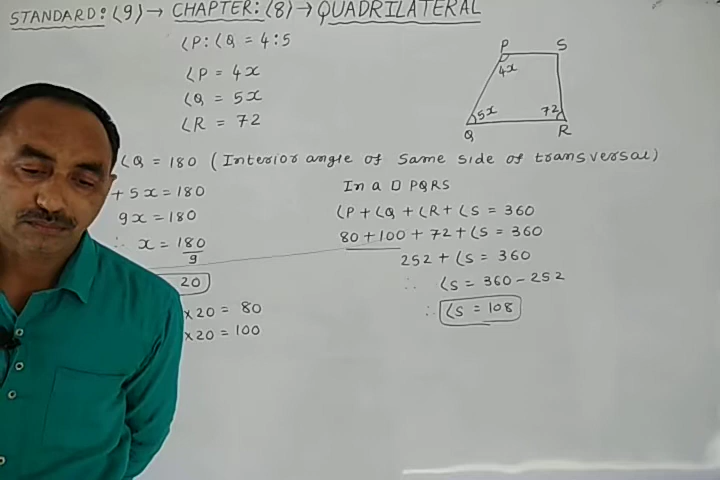 STANDARD: (9) → CHAPTER: (8) → QUADRILATERAL
∠P : ∠Q = 4 : 5
∠P = 4x
∠Q = 5x
∠R = 72
P S
4x
5x 72
Q R
∠Q = 180 (Interior angle of same side of transversal)
+ 5x = 180
9x = 180
∴ x = 180
9
20
x 20 = 80
x 20 = 100
In a □ PQRS
∠P + ∠Q + ∠R + ∠S = 360
80 + 100 + 72 + ∠S = 360
252 + ∠S = 360
∴ ∠S = 360 - 252
∴ ∠S = 108